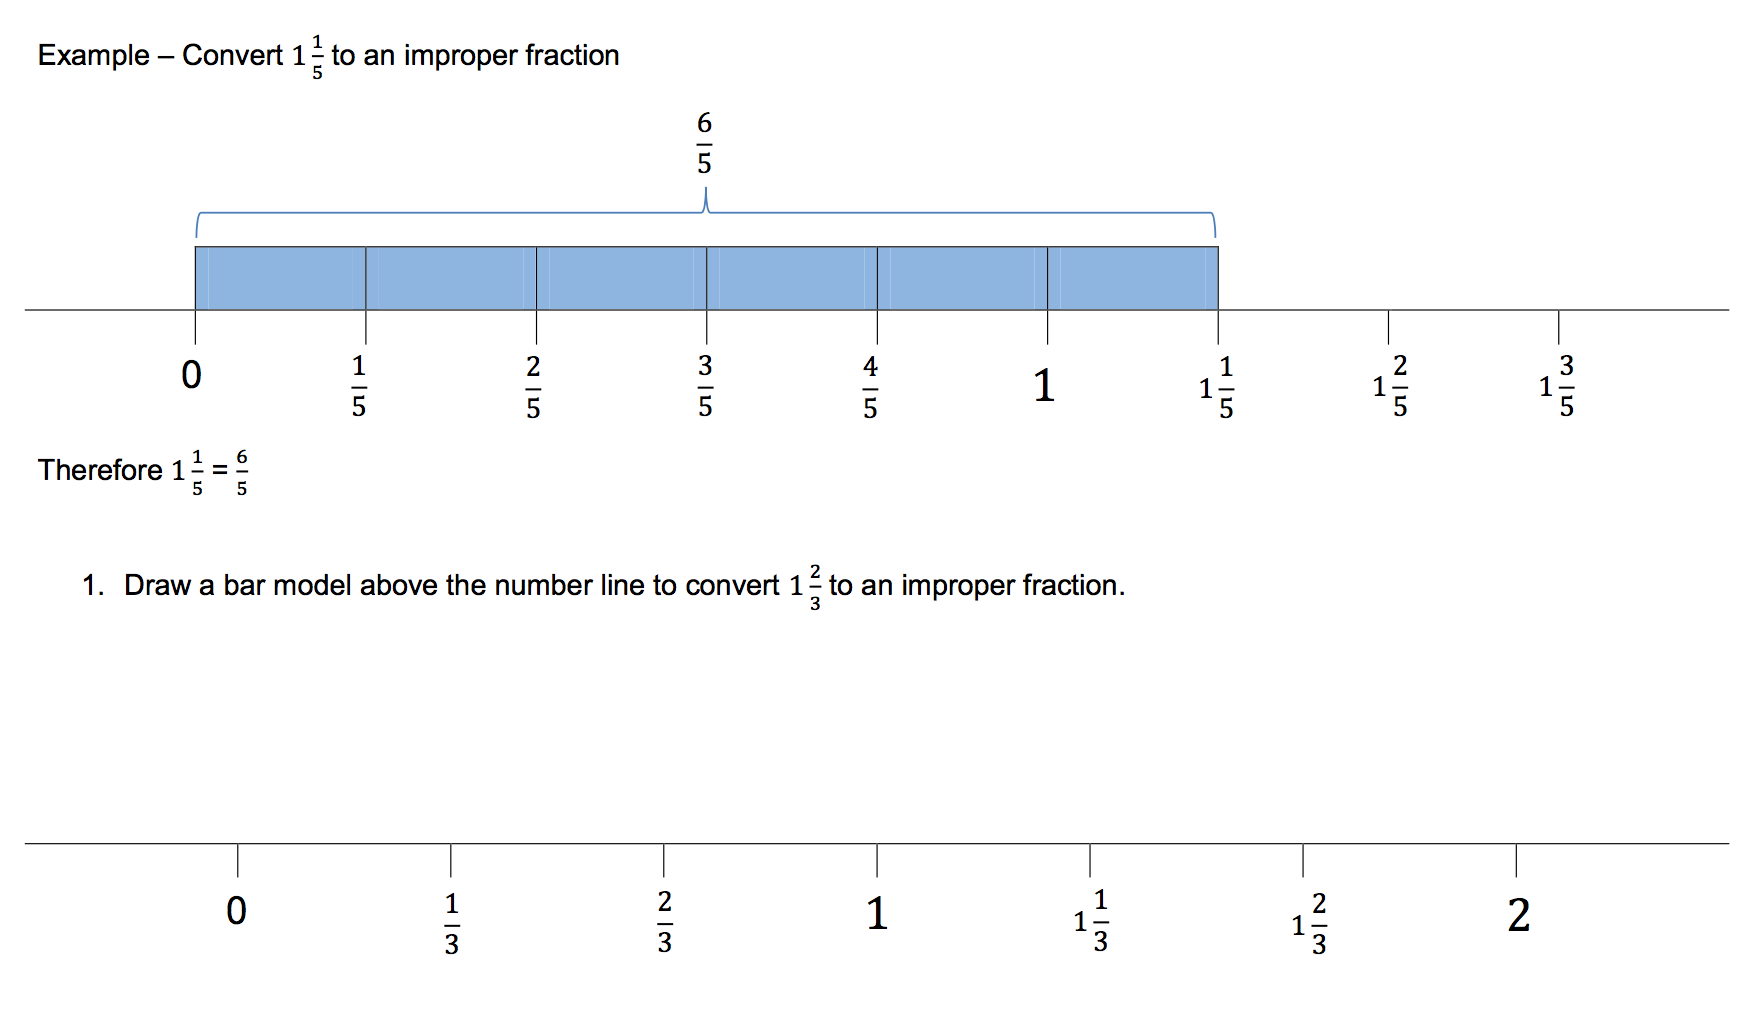 Example – Convert 1 1/5 to an improper fraction
6/5
0 1/5 2/5 3/5 4/5 1 1 1/5 1 2/5 1 3/5
Therefore 1 1/5 = 6/5
1. Draw a bar model above the number line to convert 1 2/3 to an improper fraction.
0 1/3 2/3 1 1 1/3 1 2/3 2